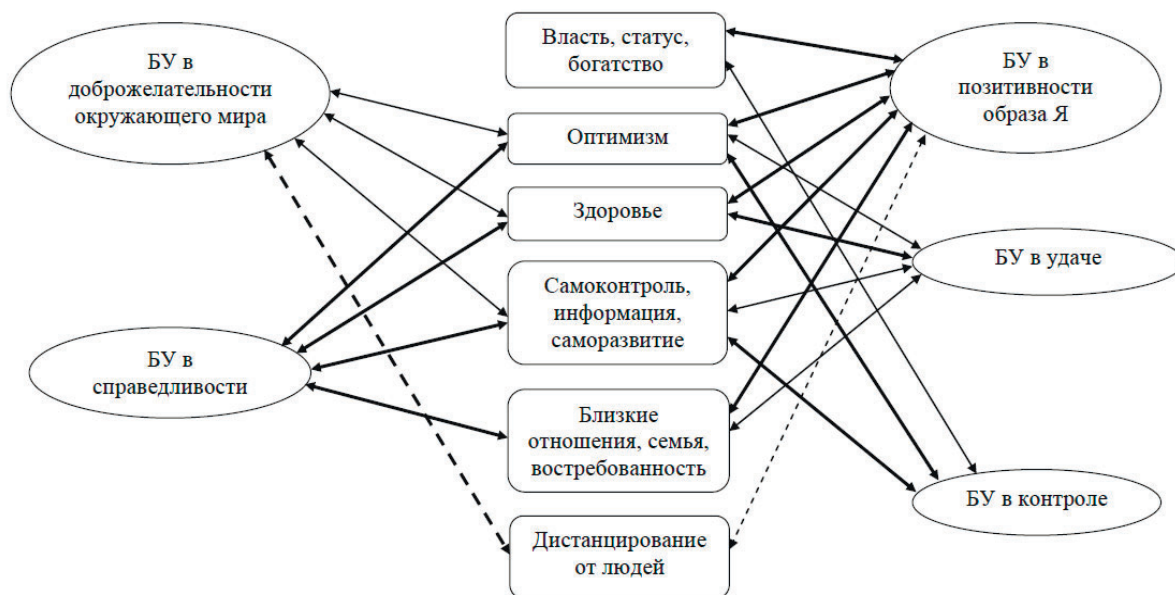 БУ в
доброжелательности
окружающего мира
БУ в
справедливости
Власть, статус,
богатство
Оптимизм
Здоровье
Самоконтроль,
информация,
саморазвитие
Близкие
отношения, семья,
востребованность
Дистанцирование
от людей
БУ в
позитивности
образа Я
БУ в удаче
БУ в контроле